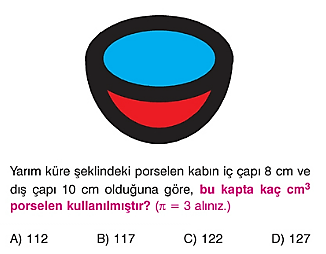 Yarım küre şeklindeki porselen kabın iç çapı 8 cm ve
dış çapı 10 cm olduğuna göre, bu kapta kaç cm³
porselen kullanılmıştır? (π = 3 alınız.)
A) 112 B) 117 C) 122 D) 127